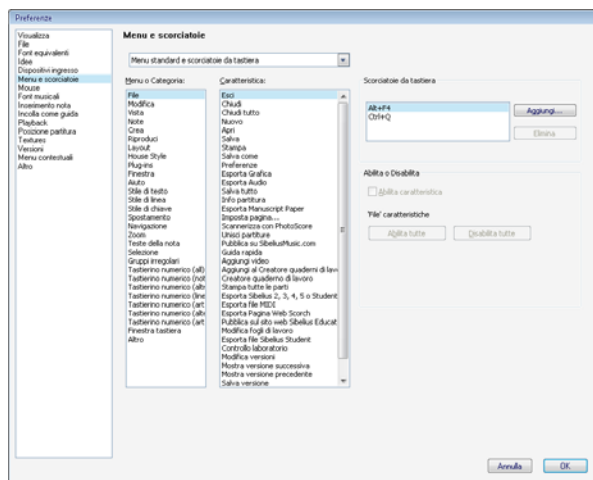 Preferenze
Visualizza
File
Font equivalenti
Idee
Dispositivi ingresso
Menu e scorciatoie
Mouse
Font musicali
Inserimento nota
Incolla come guida
Playback
Posizione partitura
Textures
Versioni
Menu contestuali
Altro
Menu e scorciatoie
Menu standard e scorciatoie da tastiera
Menu o Categoria:
File
Modifica
Vista
Note
Crea
Riproduci
Layout
House Style
Plug-ins
Finestra
Aiuto
Stile di testo
Stile di linea
Stile di chiave
Spostamento
Navigazione
Zoom
Teste della nota
Selezione
Gruppi irregolari
Tastierino numerico (all)
Tastierino numerico (not
Tastierino numerico (alt
Tastierino numerico (line
Tastierino numerico (art
Tastierino numerico (alt
Tastierino numerico (art
Finestra tastiera
Altro
Caratteristica:
Esci
Chiudi
Chiudi tutto
Nuovo
Apri
Salva
Stampa
Salva come
Preferenze
Esporta Grafica
Esporta Audio
Salva tutto
Info partitura
Esporta Manuscript Paper
Imposta pagina...
Scannerizza con PhotoScore
Unisci partiture
Pubblica su SibeliusMusic.com
Guida rapida
Aggiungi video
Aggiungi al Creatore quaderni di lav
Creatore quaderno di lavoro
Stampa tutte le parti
Esporta Sibelius 2, 3, 4, 5 o Student
Esporta file MIDI
Esporta Pagina Web Scorch
Pubblica sul sito web Sibelius Educat
Modifica fogli di lavoro
Esporta file Sibelius Student
Controllo laboratorio
Modifica versioni
Mostra versione successiva
Mostra versione precedente
Salva versione
Scorciatoie da tastiera
Alt+F4
Ctrl+Q
Aggiungi...
Elimina
Abilita o Disabilita
Abilita caratteristica
'File' caratteristiche
Abilita tutte
Disabilita tutte
Annulla
OK